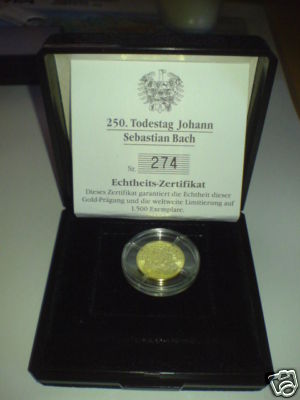 250. Todestag Johann
Sebastian Bach
Nr. 274
Echtheits-Zertifikat
Dieses Zertifikat garantiert die Echtheit dieser
Gold-Prägung und die weltweite Limitierung auf
1.500 Exemplare.